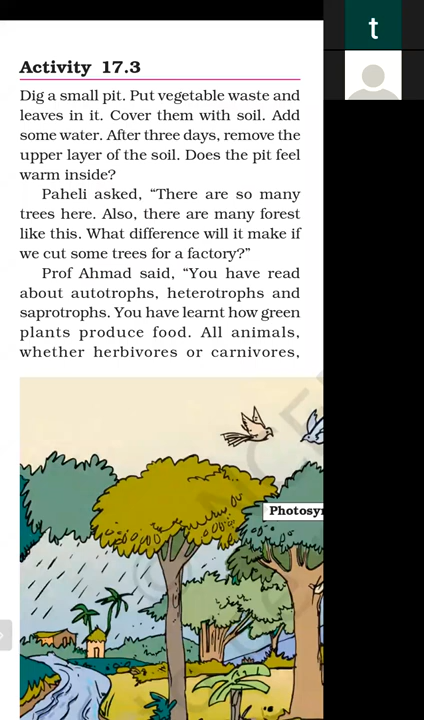 t
Activity 17.3
Dig a small pit. Put vegetable waste and
leaves in it. Cover them with soil. Add
some water. After three days, remove the
upper layer of the soil. Does the pit feel
warm inside?
Paheli asked, “There are so many
trees here. Also, there are many forest
like this. What difference will it make if
we cut some trees for a factory?”
Prof Ahmad said, “You have read
about autotrophs, heterotrophs and
saprotrophs. You have learnt how green
plants produce food. All animals,
whether herbivores or carnivores,